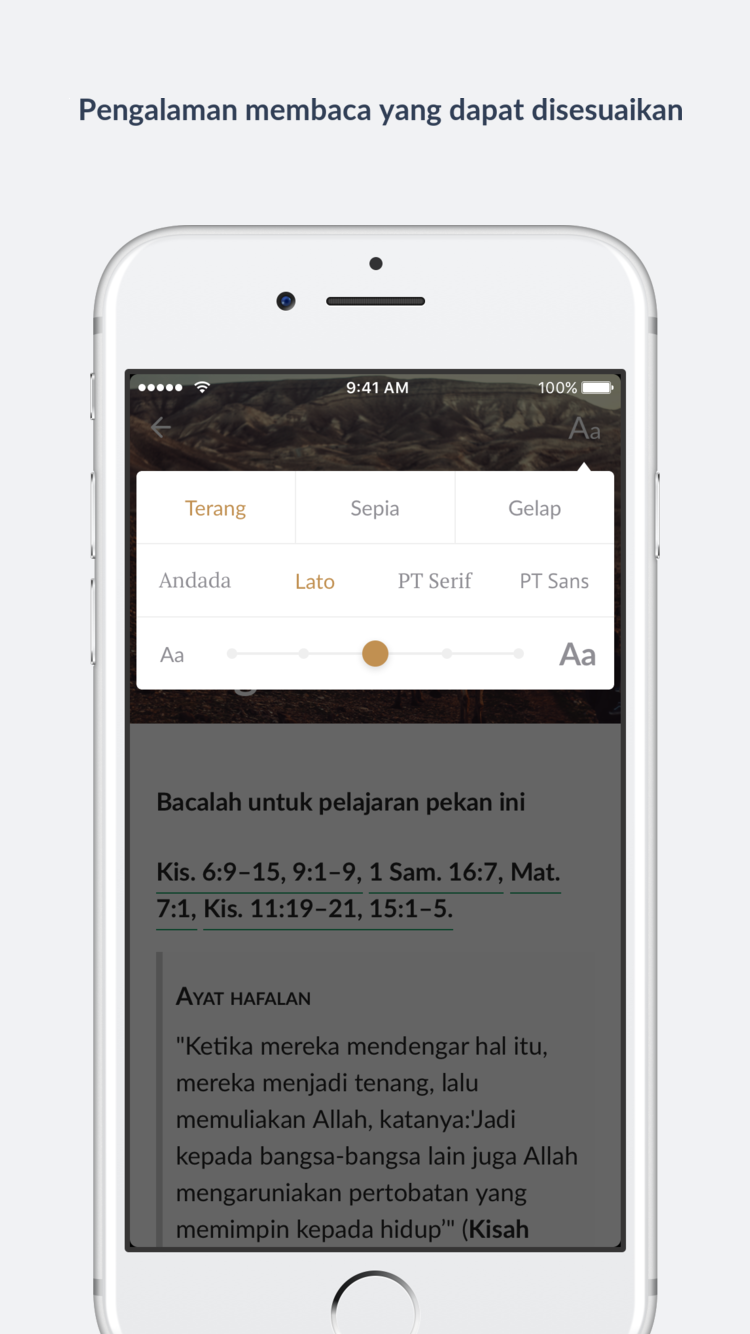 Pengalaman membaca yang dapat disesuaikan
9:41 AM
100%
Aa
Terang
Sepia
Gelap
Andada
Lato
PT Serif
PT Sans
Aa
Aa
Bacalah untuk pelajaran pekan ini
Kis. 6:9–15, 9:1–9, 1 Sam. 16:7, Mat.
7:1, Kis. 11:19–21, 15:1–5.
AYAT HAFALAN
"Ketika mereka mendengar hal itu,
mereka menjadi tenang, lalu
memuliakan Allah, katanya:'Jadi
kepada bangsa-bangsa lain juga Allah
mengaruniakan pertobatan yang
memimpin kepada hidup’" (Kisah